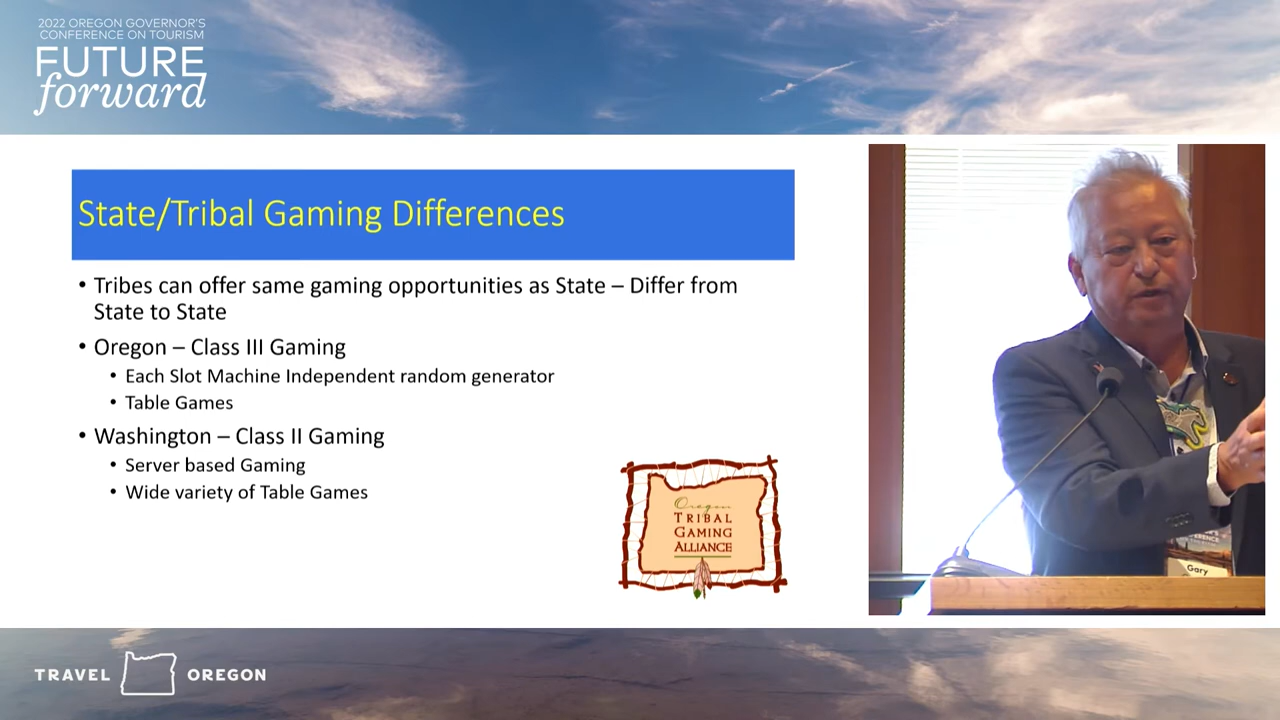 2022 OREGON GOVERNOR'S
CONFERENCE ON TOURISM
FUTURE
forward
State/Tribal Gaming Differences
• Tribes can offer same gaming opportunities as State – Differ from
State to State
• Oregon – Class III Gaming
• Each Slot Machine Independent random generator
• Table Games
• Washington – Class II Gaming
• Server based Gaming
• Wide variety of Table Games
Oregon
TRIBAL
GAMING
ALLIANCE
Gary
TRAVEL OREGON